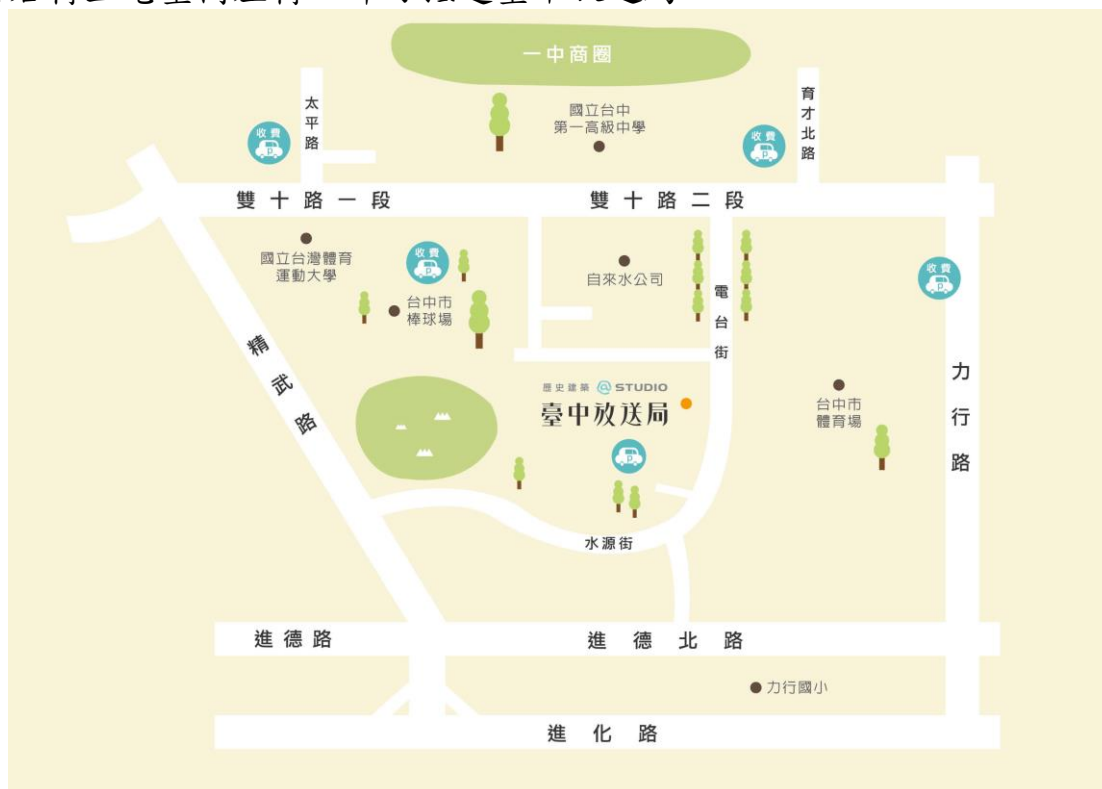 一中商圈
太平路
收費
P
國立台中
第一高級中學
收費
P
育才北路
雙十路一段
雙十路二段
國立台灣體育
運動大學
收費
P
台中市
棒球場
自來水公司
電台街
收費
P
精武路
歷史建築 @ STUDIO
臺中放送局
P
台中市
體育場
力行路
水源街
進德路
進德北路
力行國小
進化路